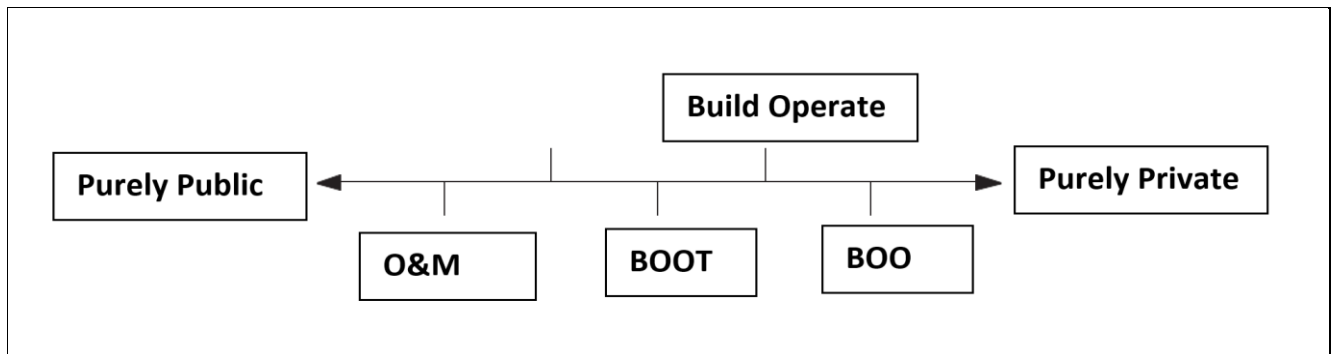 Build Operate
Purely Public
Purely Private
O&M
BOOT
BOO